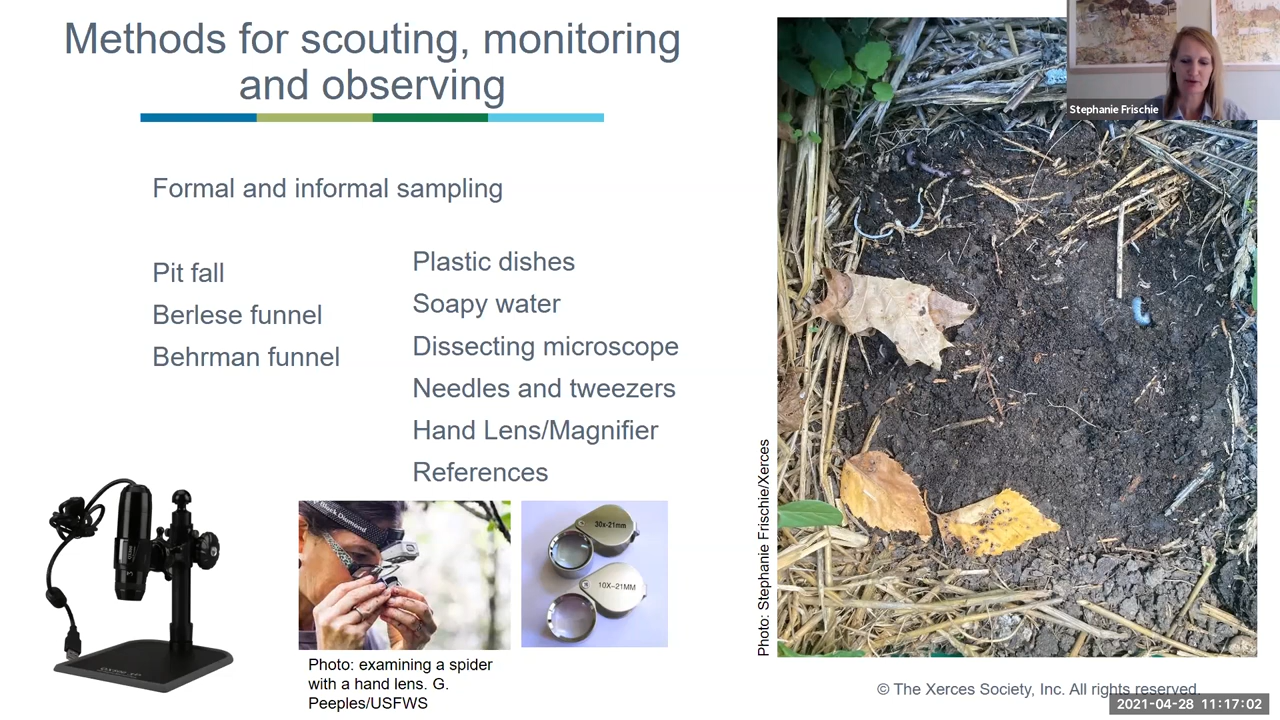 Methods for scouting, monitoring
and observing
Formal and informal sampling
Pit fall
Berlese funnel
Behrman funnel
Plastic dishes
Soapy water
Dissecting microscope
Needles and tweezers
Hand Lens/Magnifier
References
Black Diamond
30x-21mm
10X-21MM
Photo: examining a spider
with a hand lens. G.
Peeples/USFWS
Photo: Stephanie Frischie/Xerces
Stephanie Frischie
© The Xerces Society, Inc. All rights reserved.
2021-04-28 11:17:02